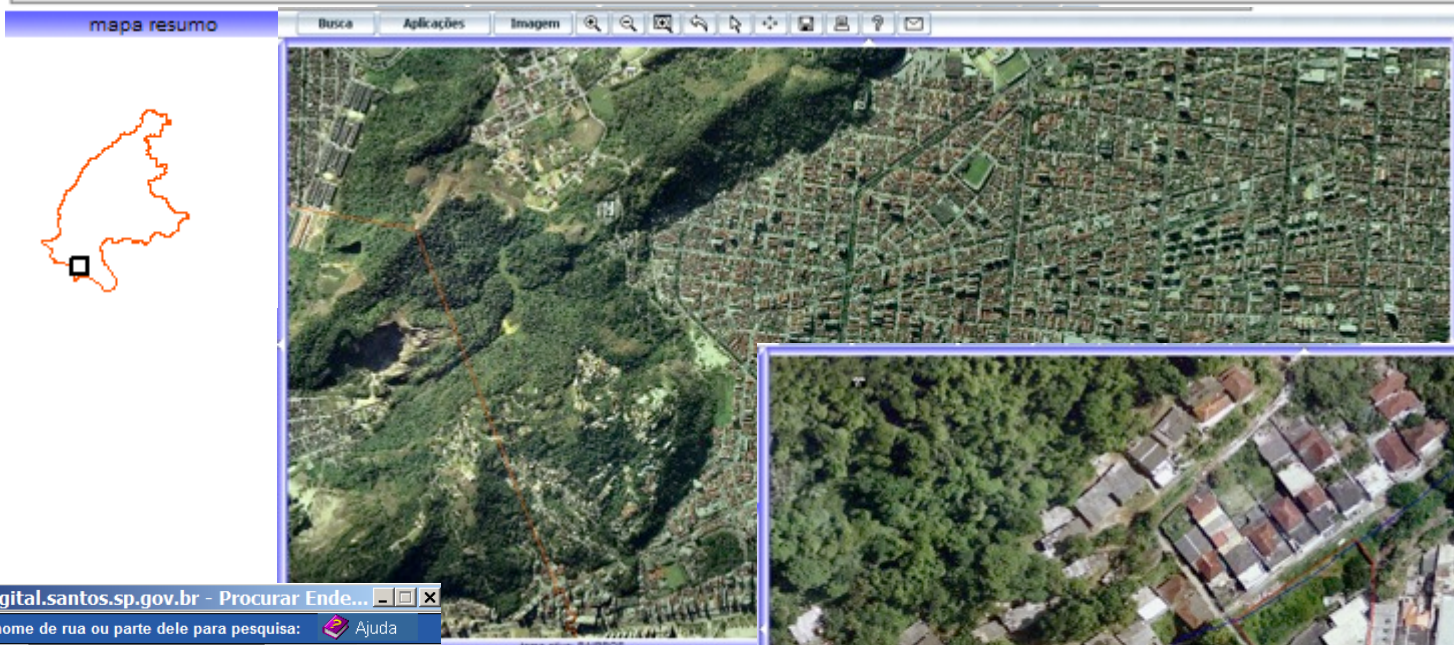 mapa resumo
Busca Aplicações Imagem
gital.santos.sp.gov.br - Procurar Ende...
nome de rua ou parte dele para pesquisa: Ajuda